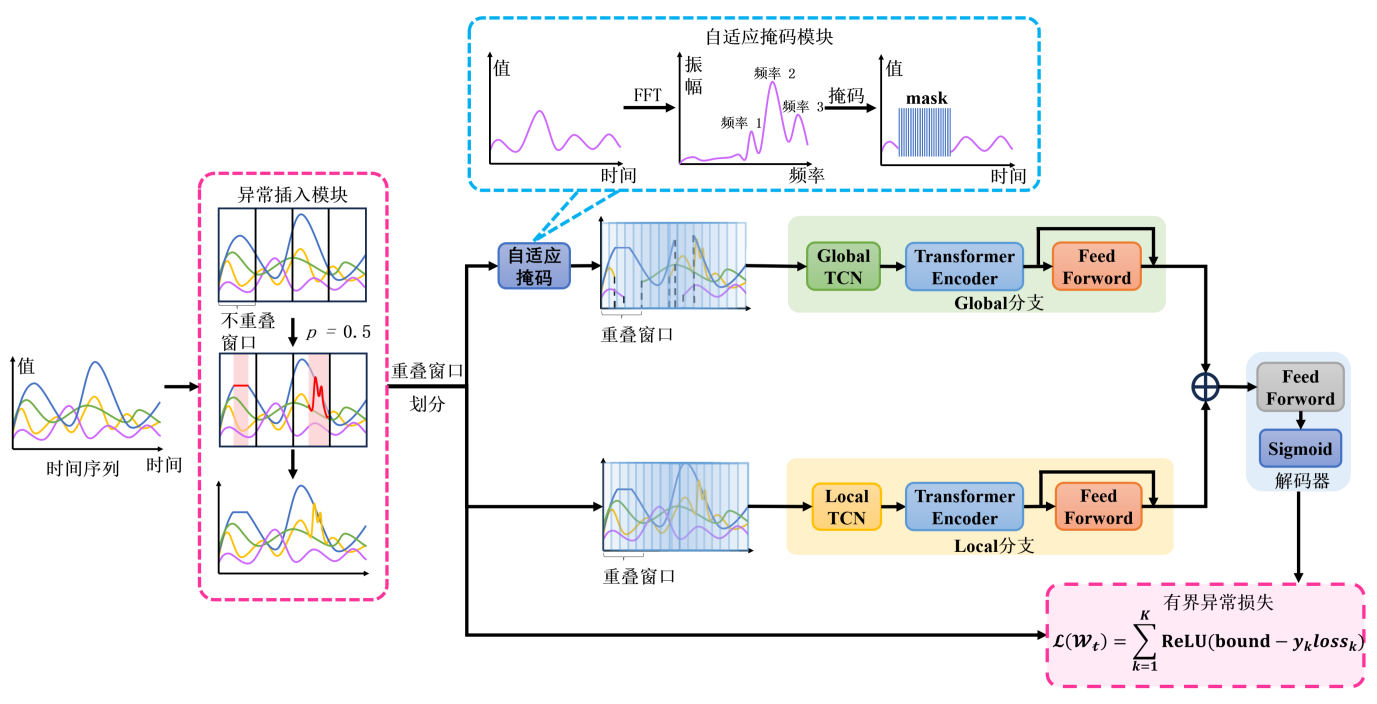 自适应掩码模块
值
FFT
时间
振
幅
频率 1
频率 2
频率 3
频率
掩码
值
mask
时间
异常插入模块
不重叠
窗口
p = 0.5
值
时间序列
时间
重叠窗口
划分
自适应
掩码
重叠窗口
Global
TCN
Transformer
Encoder
Feed
Forword
Global分支
重叠窗口
Local
TCN
Transformer
Encoder
Feed
Forword
Local分支
Feed
Forword
Sigmoid
解码器
有界异常损失
𝓛(𝓦ₜ) = ∑ᴷₖ₌₁ ReLU(bound − yₖlossₖ)